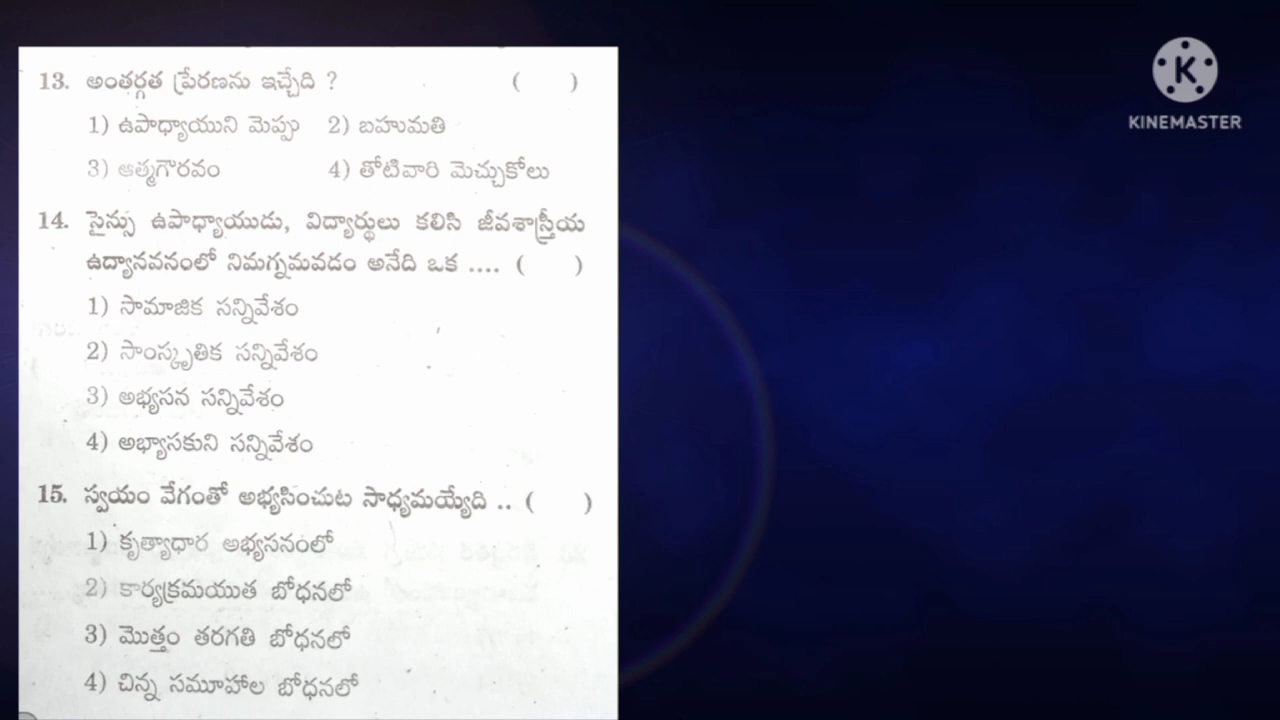 13. అంతర్గత ప్రేరణను ఇచ్చేది ? ( )
1) ఉపాధ్యాయుని మెప్పు 2) బహుమతి
3) ఆత్మగౌరవం 4) తోటివారి మెచ్చుకోలు
14. సైన్సు ఉపాధ్యాయుడు, విద్యార్థులు కలిసి జీవశాస్త్రీయ
ఉద్యానవనంలో నిమగ్నమవడం అనేది ఒక .... ( )
1) సామాజిక సన్నివేశం
2) సాంస్కృతిక సన్నివేశం
3) అభ్యసన సన్నివేశం
4) అభ్యాసకుని సన్నివేశం
15. స్వయం వేగంతో అభ్యసించుట సాధ్యమయ్యేది .. ( )
1) కృత్యాధార అభ్యసనంలో
2) కార్యక్రమయుత బోధనలో
3) మొత్తం తరగతి బోధనలో
4) చిన్న సమూహాల బోధనలో
K
KINEMASTER